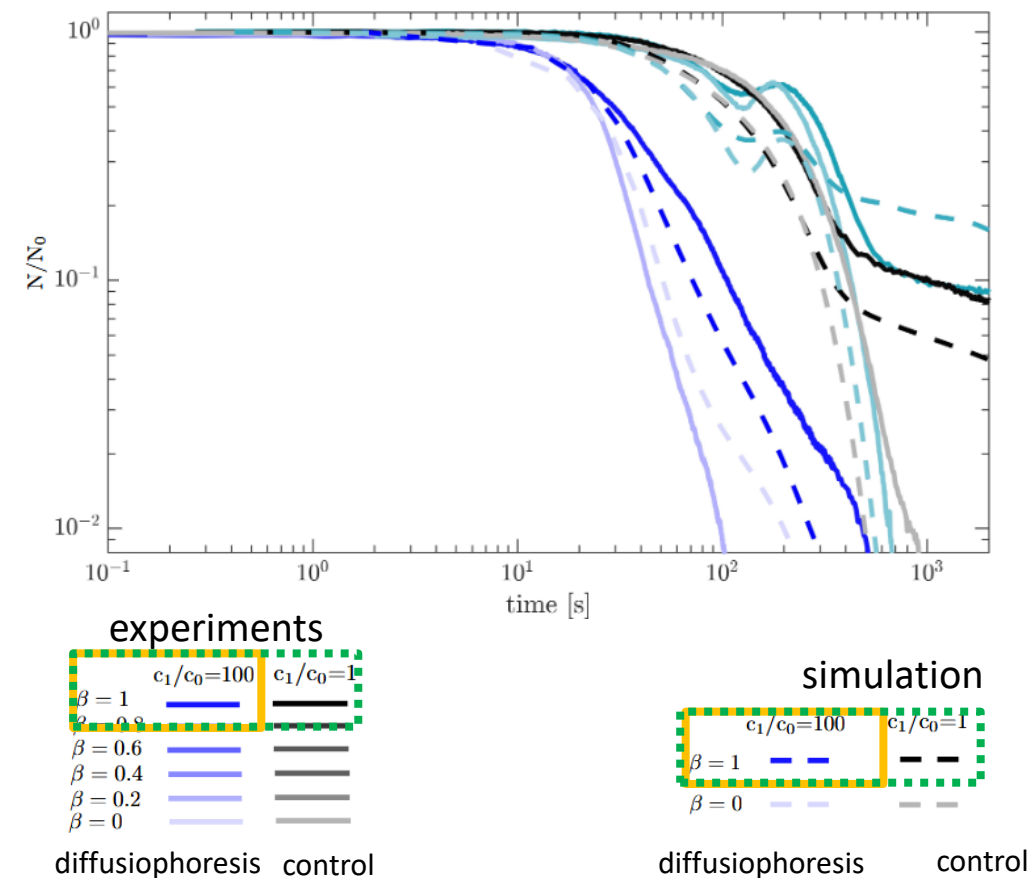 10⁰
10⁻¹
10⁻²
N/N₀
10⁻¹ 10⁰ 10¹ 10² 10³
time [s]
experiments
c₁/c₀=100 c₁/c₀=1
β = 1
β = 0.8
β = 0.6
β = 0.4
β = 0.2
β = 0
diffusiophoresis control
simulation
c₁/c₀=100 c₁/c₀=1
β = 1
β = 0
diffusiophoresis control